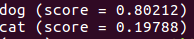 dog (score = 0.80212)
cat (score = 0.19788)